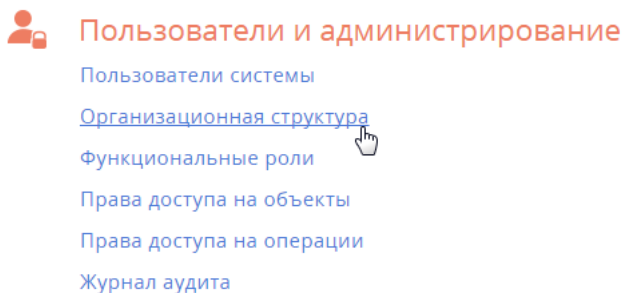 Пользователи и администрирование
Пользователи системы
Организационная структура
Функциональные роли
Права доступа на объекты
Права доступа на операции
Журнал аудита